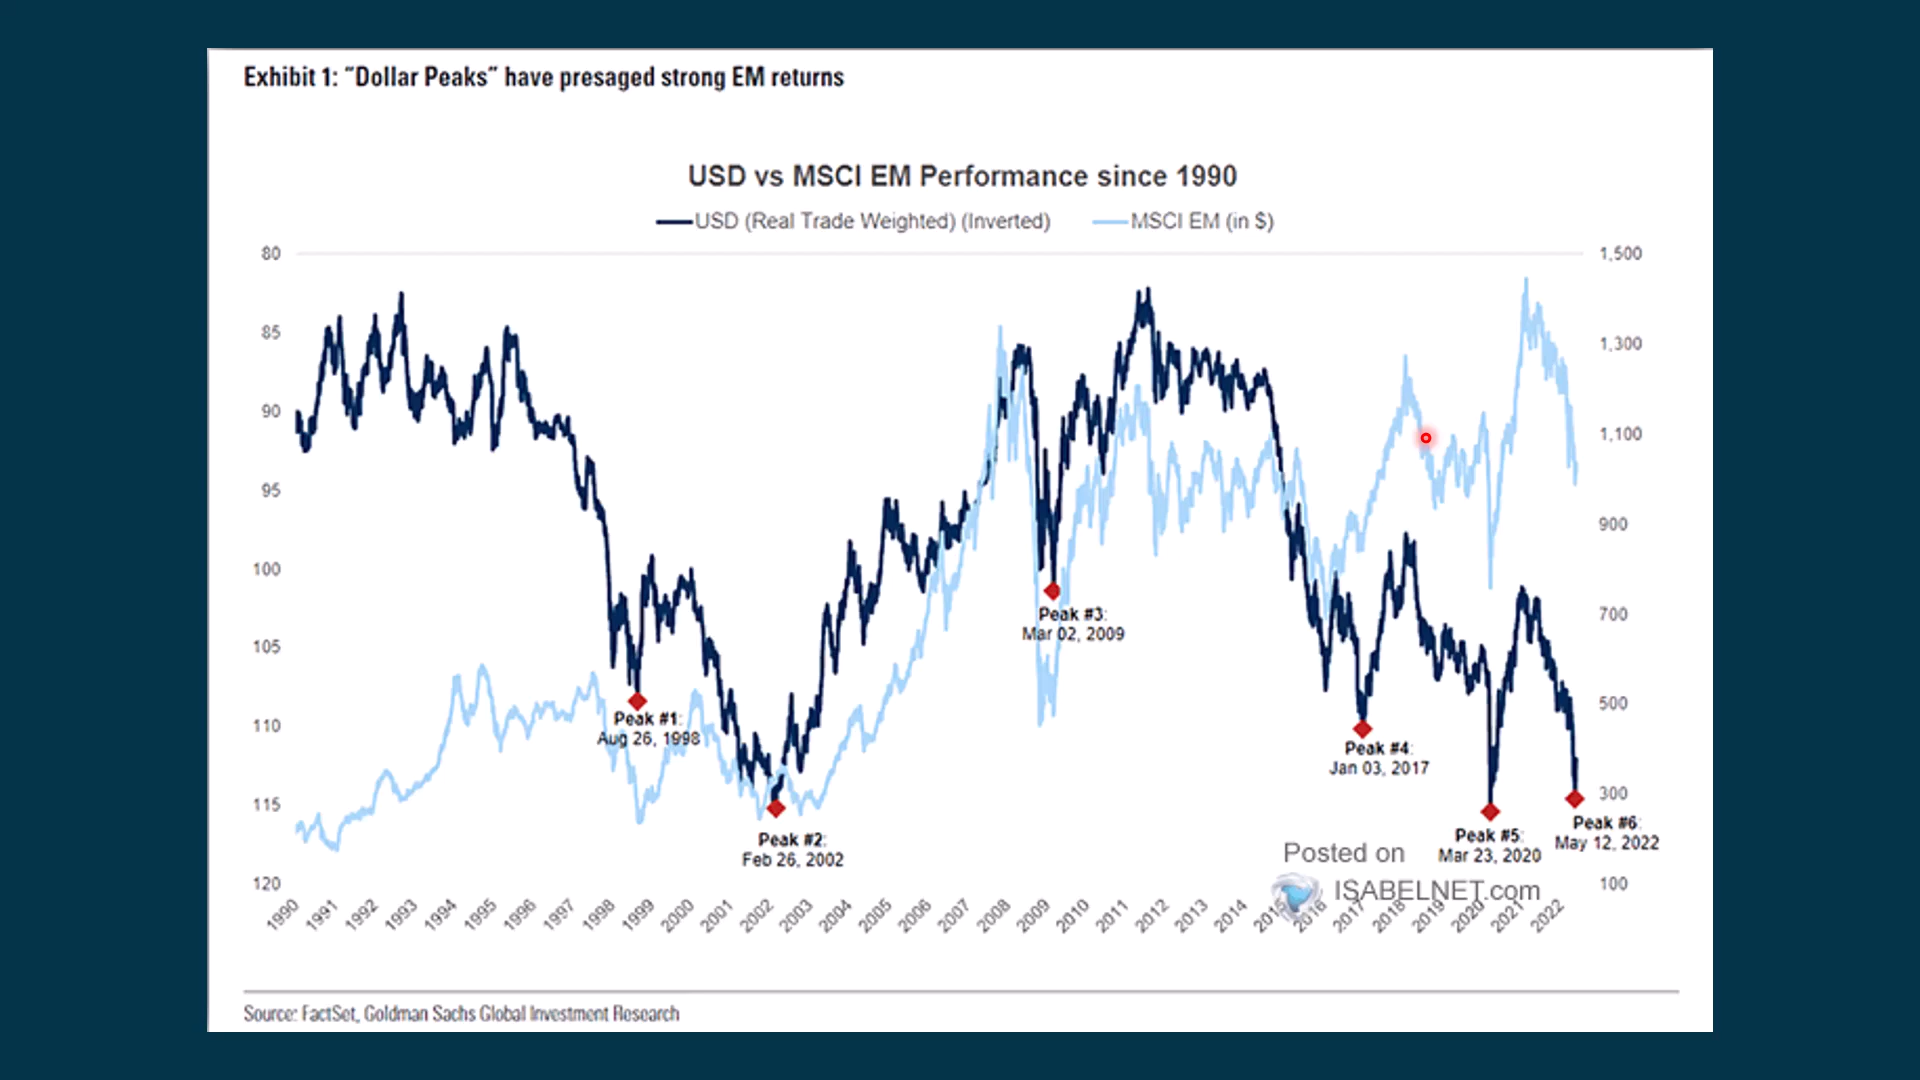 Exhibit 1: "Dollar Peaks" have presaged strong EM returns
USD vs MSCI EM Performance since 1990
USD (Real Trade Weighted) (Inverted)
MSCI EM (in $)
80
85
90
95
100
105
110
115
120
1,500
1,300
1,100
900
700
500
300
100
Peak #1:
Aug 26, 1998
Peak #2:
Feb 26, 2002
Peak #3:
Mar 02, 2009
Peak #4:
Jan 03, 2017
Peak #5:
Mar 23, 2020
Peak #6:
May 12, 2022
Posted on
ISABELNET.com
1990
1991
1992
1993
1994
1995
1996
1997
1998
1999
2000
2001
2002
2003
2004
2005
2006
2007
2008
2009
2010
2011
2012
2013
2014
2015
2016
2017
2018
2019
2020
2021
2022
Source: FactSet, Goldman Sachs Global Investment Research